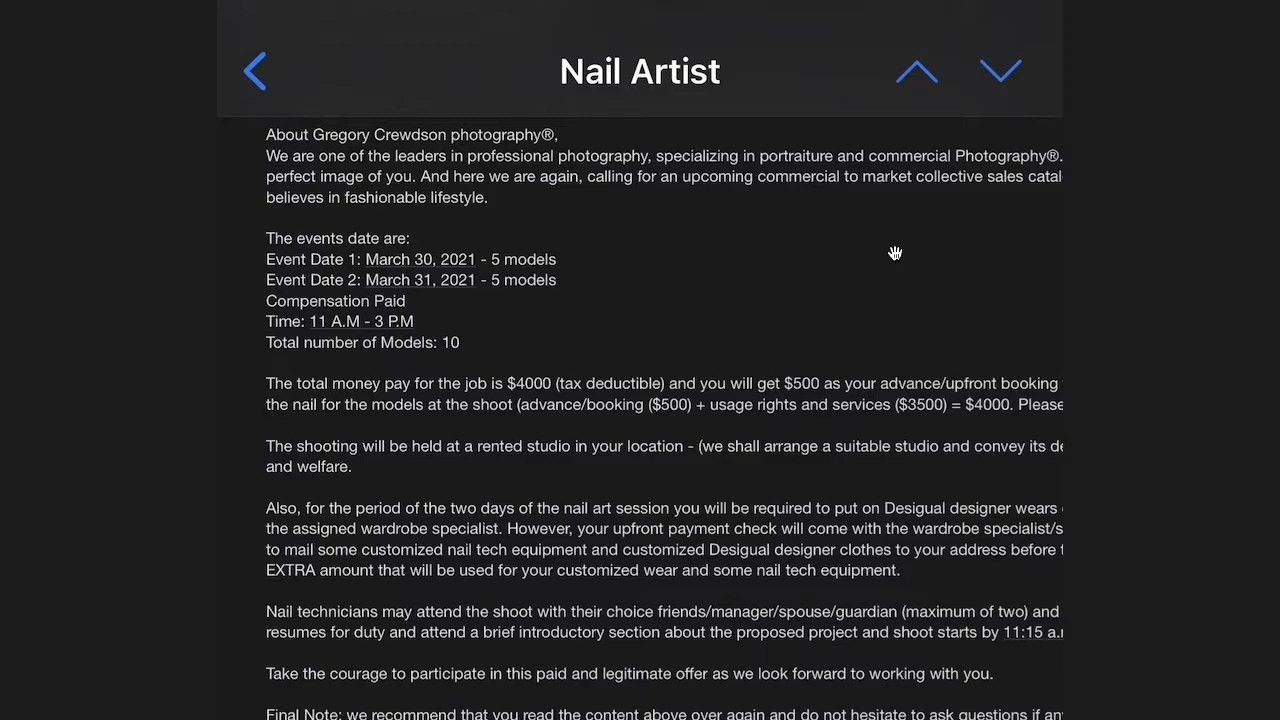 Nail Artist
About Gregory Crewdson photography®,
We are one of the leaders in professional photography, specializing in portraiture and commercial Photography®.
perfect image of you. And here we are again, calling for an upcoming commercial to market collective sales
believes in fashionable lifestyle.
The events date are:
Event Date 1: March 30, 2021 - 5 models
Event Date 2: March 31, 2021 - 5 models
Compensation Paid
Time: 11 A.M - 3 P.M
Total number of Models: 10
The total money pay for the job is $4000 (tax deductible) and you will get $500 as your advance/upfront booking
the nail for the models at the shoot (advance/booking ($500) + usage rights and services ($3500) = $4000. Please
The shooting will be held at a rented studio in your location - (we shall arrange a suitable studio and convey its
and welfare.
Also, for the period of the two days of the nail art session you will be required to put on Desigual designer wears
the assigned wardrobe specialist. However, your upfront payment check will come with the wardrobe
to mail some customized nail tech equipment and customized Desigual designer clothes to your address before
EXTRA amount that will be used for your customized wear and some nail tech equipment.
Nail technicians may attend the shoot with their choice friends/manager/spouse/guardian (maximum of two) and
resumes for duty and attend a brief introductory section about the proposed project and shoot starts by 11:15
Take the courage to participate in this paid and legitimate offer as we look forward to working with you.
Final Note: we recommend that you read the content above over again and do not hesitate to ask questions if